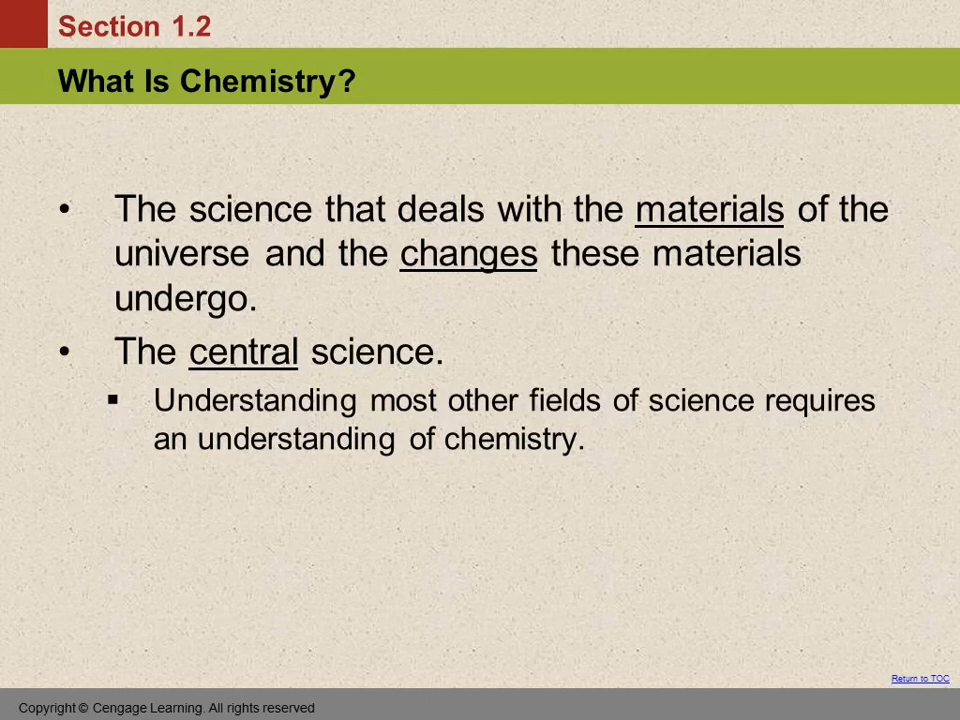 Section 1.2
What Is Chemistry?
• The science that deals with the materials of the
universe and the changes these materials
undergo.
• The central science.
▪ Understanding most other fields of science requires
an understanding of chemistry.
Return to TOC
Copyright © Cengage Learning. All rights reserved